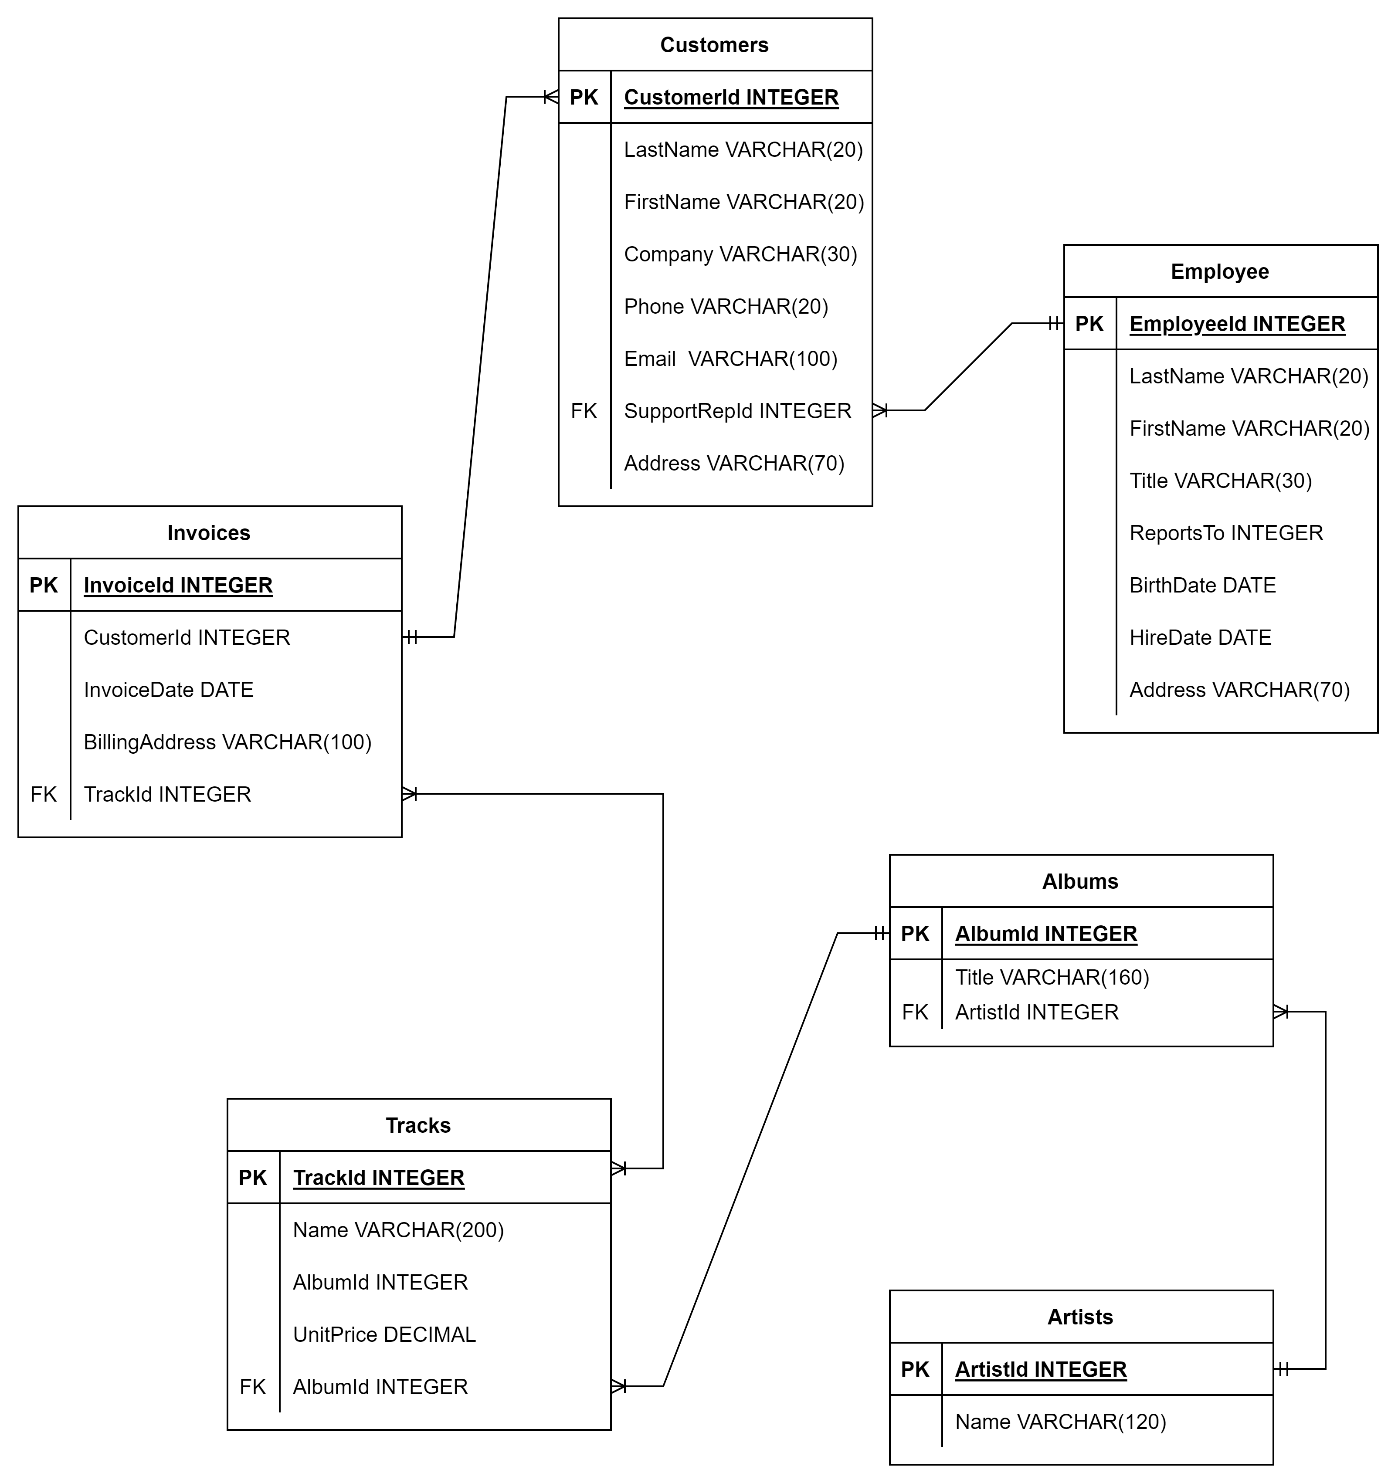 Customers
PK CustomerId INTEGER
LastName VARCHAR(20)
FirstName VARCHAR(20)
Company VARCHAR(30)
Phone VARCHAR(20)
Email  VARCHAR(100)
FK SupportRepId INTEGER
Address VARCHAR(70)
Employee
PK EmployeeId INTEGER
LastName VARCHAR(20)
FirstName VARCHAR(20)
Title VARCHAR(30)
ReportsTo INTEGER
BirthDate DATE
HireDate DATE
Address VARCHAR(70)
Invoices
PK InvoiceId INTEGER
CustomerId INTEGER
InvoiceDate DATE
BillingAddress VARCHAR(100)
FK TrackId INTEGER
Albums
PK AlbumId INTEGER
Title VARCHAR(160)
FK ArtistId INTEGER
Tracks
PK TrackId INTEGER
Name VARCHAR(200)
AlbumId INTEGER
UnitPrice DECIMAL
FK AlbumId INTEGER
Artists
PK ArtistId INTEGER
Name VARCHAR(120)